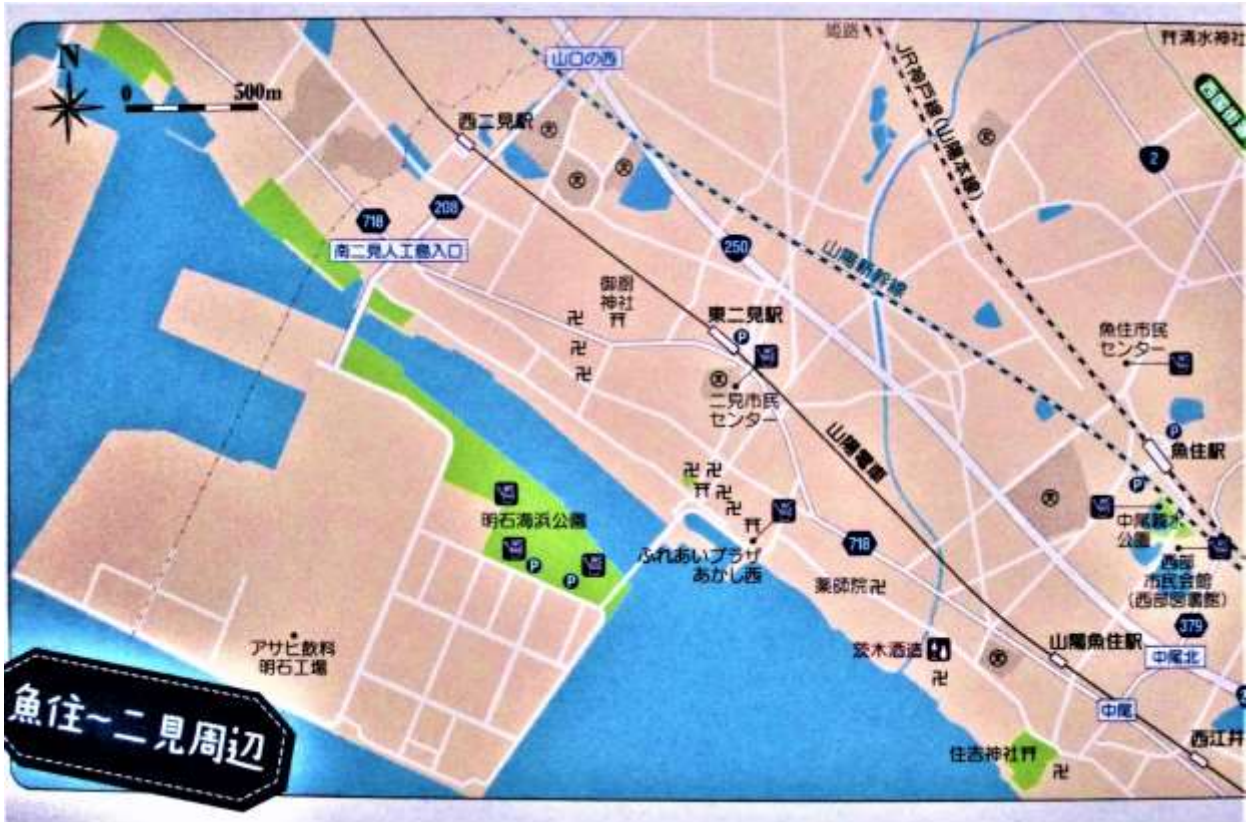 N
0 500m
姫路
JR神戸線(山陽本線)
清水神社
山口の西
西二見駅
2
718
208
南二見人工島入口
250
山陽新幹線
御厨
神社
東二見駅
P
魚住市民
センター
二見市民
センター
山陽電車
P
魚住駅
P
明石海浜公園
P
P
中尾親水
公園
ふれあいプラザ
あかし西
718
西部
市民会館
(西部図書館)
薬師院
379
アサヒ飲料
明石工場
茨木酒造
山陽魚住駅
中尾北
魚住~二見周辺
中尾
西江井
住吉神社